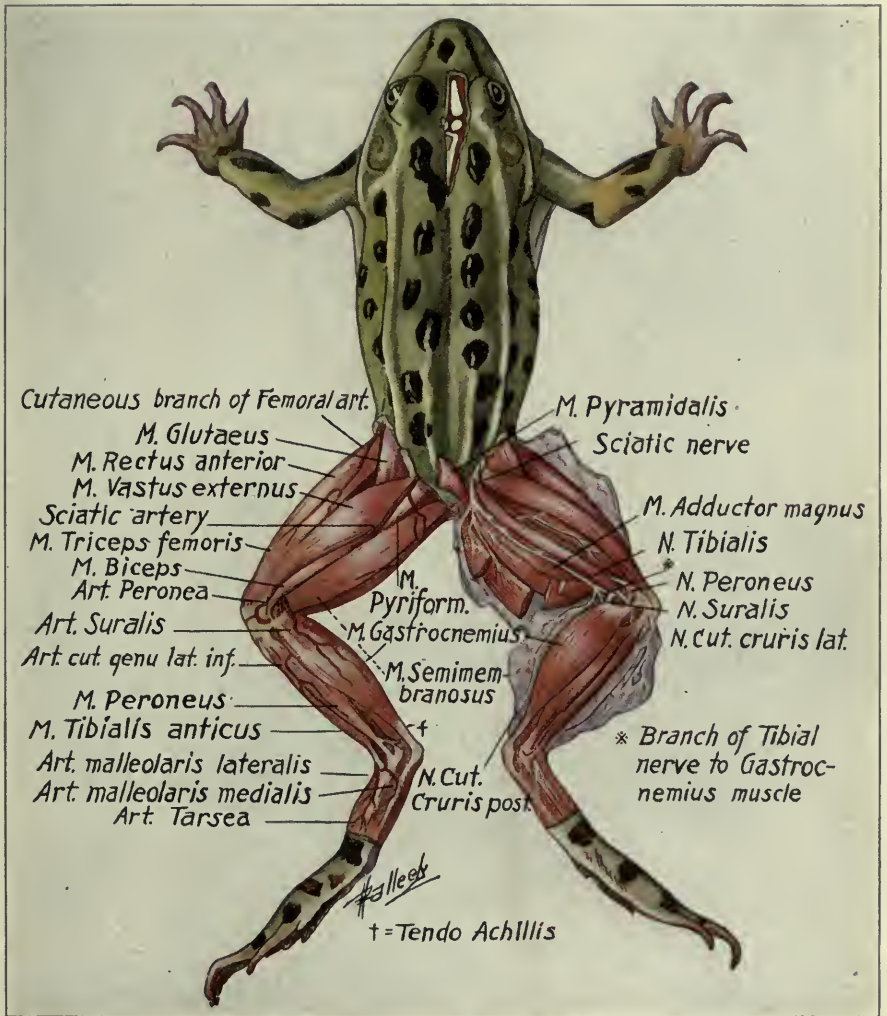 Cutaneous branch of Femoral art.
M. Glutaeus
M. Rectus anterior
M. Vastus externus
Sciatic artery
M. Triceps femoris
M. Biceps
Art. Peronea
Art. Suralis
Art. cut. genu lat. inf.
M. Peroneus
M. Tibialis anticus
Art. malleolaris lateralis
Art. malleolaris medialis
Art. Tarsea
M.
Pyriform.
M. Gastrocnemius
M. Semimem-
branosus
†
N. Cut.
Cruris post.
M. Pyramidalis
Sciatic nerve
M. Adductor magnus
N. Tibialis
※
N. Peroneus
N. Suralis
N. Cut. cruris lat.
※ Branch of Tibial
nerve to Gastroc-
nemius muscle
† = Tendo Achillis